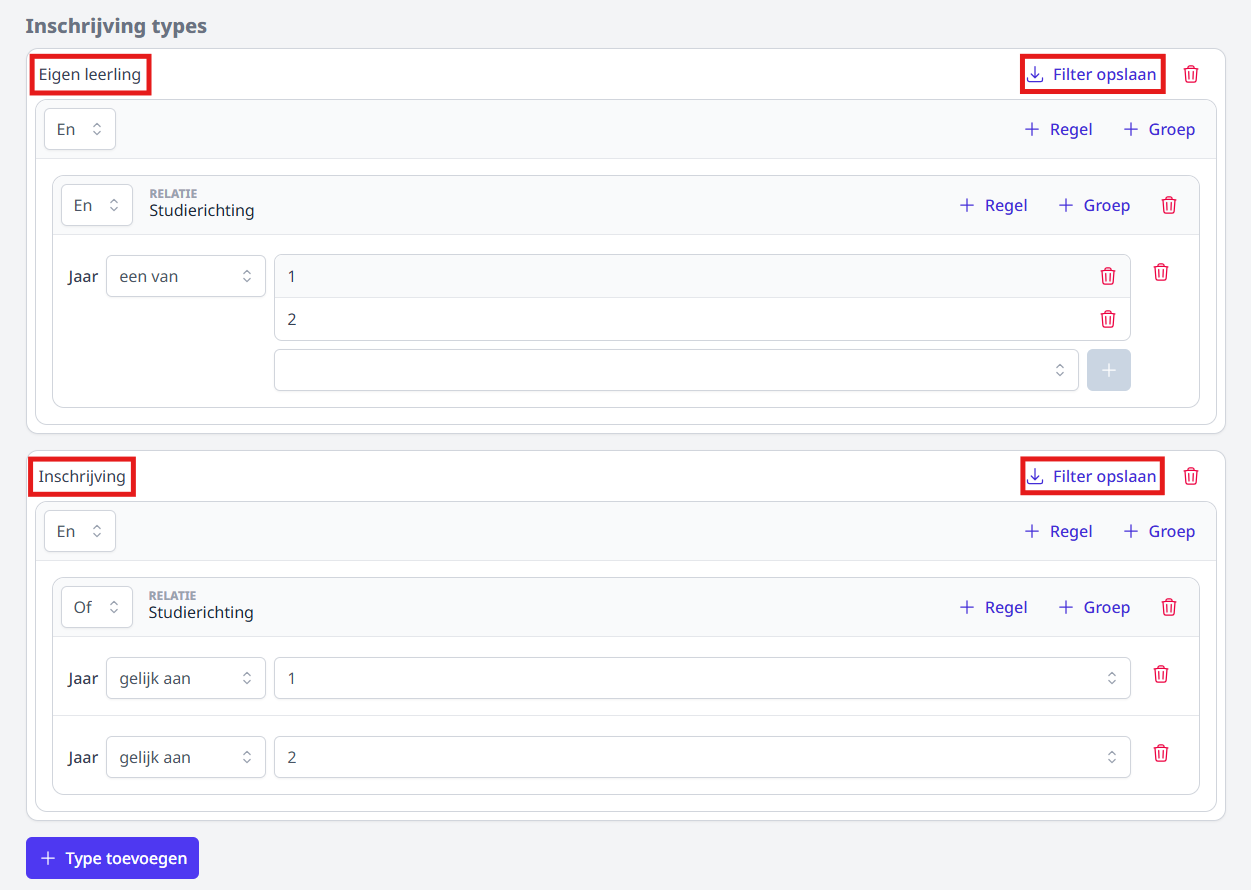 Inschrijving types
Eigen leerling Filter opslaan
En Regel Groep
RELATIE
En Studierichting Regel Groep
Jaar een van 1
2
Inschrijving Filter opslaan
En Regel Groep
RELATIE
Of Studierichting Regel Groep
Jaar gelijk aan 1
Jaar gelijk aan 2
Type toevoegen